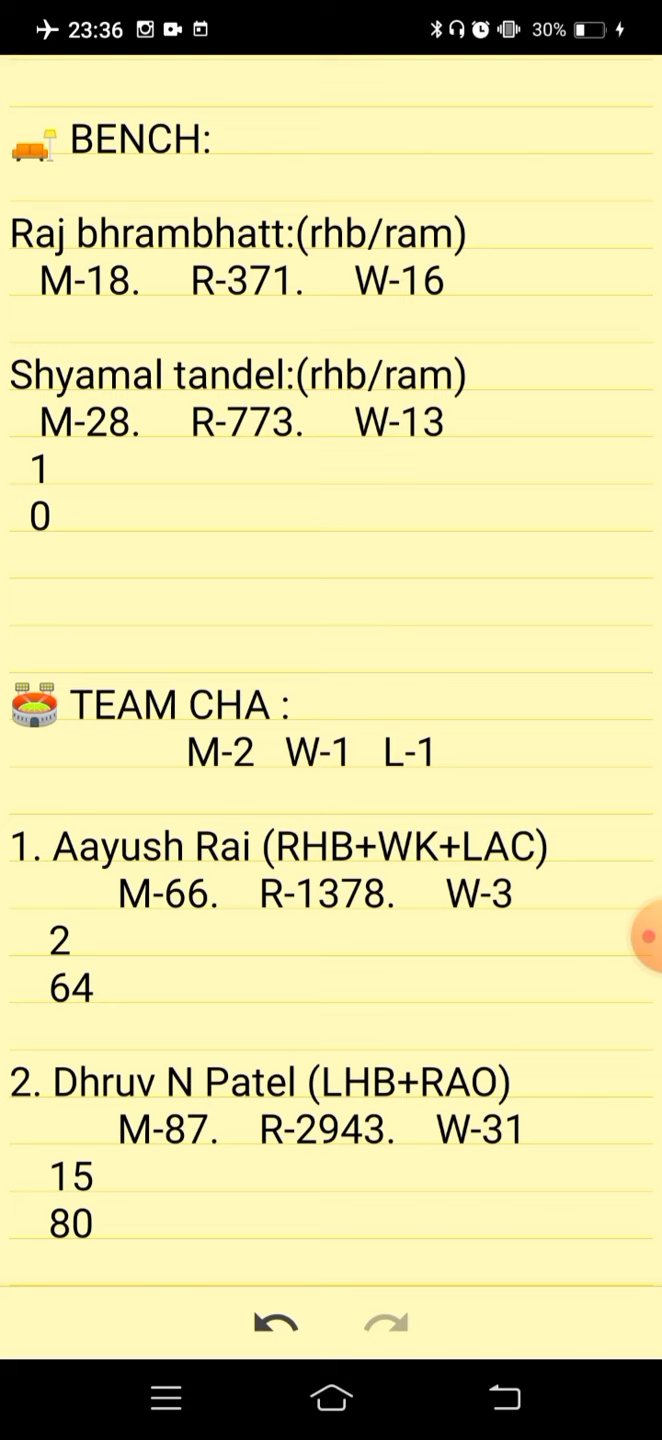 23:36 30%
BENCH:
Raj bhrambhatt:(rhb/ram)
M-18. R-371. W-16
Shyamal tandel:(rhb/ram)
M-28. R-773. W-13
1
0
TEAM CHA :
M-2 W-1 L-1
1. Aayush Rai (RHB+WK+LAC)
M-66. R-1378. W-3
2
64
2. Dhruv N Patel (LHB+RAO)
M-87. R-2943. W-31
15
80